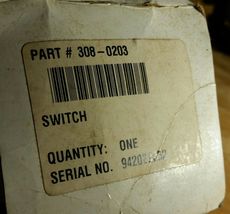 PART # 308-0203
SWITCH
QUANTITY: ONE
SERIAL NO.